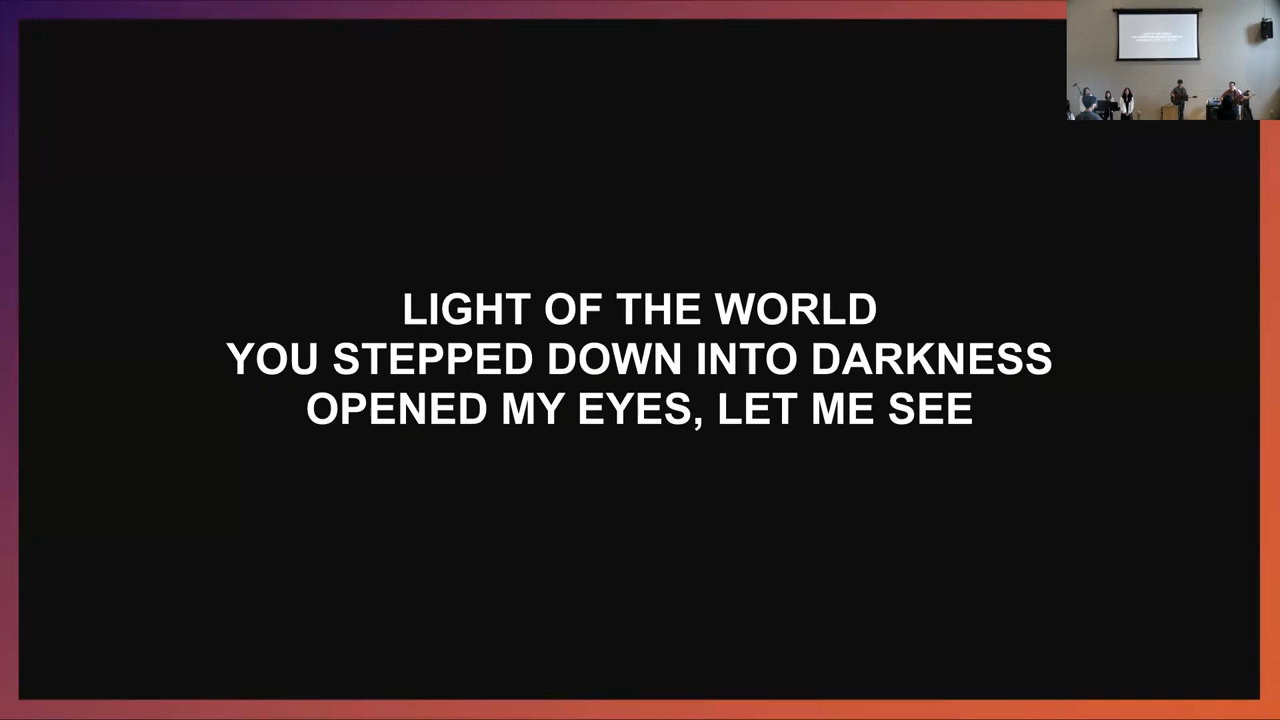 LIGHT OF THE WORLD
YOU STEPPED DOWN INTO DARKNESS
OPENED MY EYES, LET ME SEE